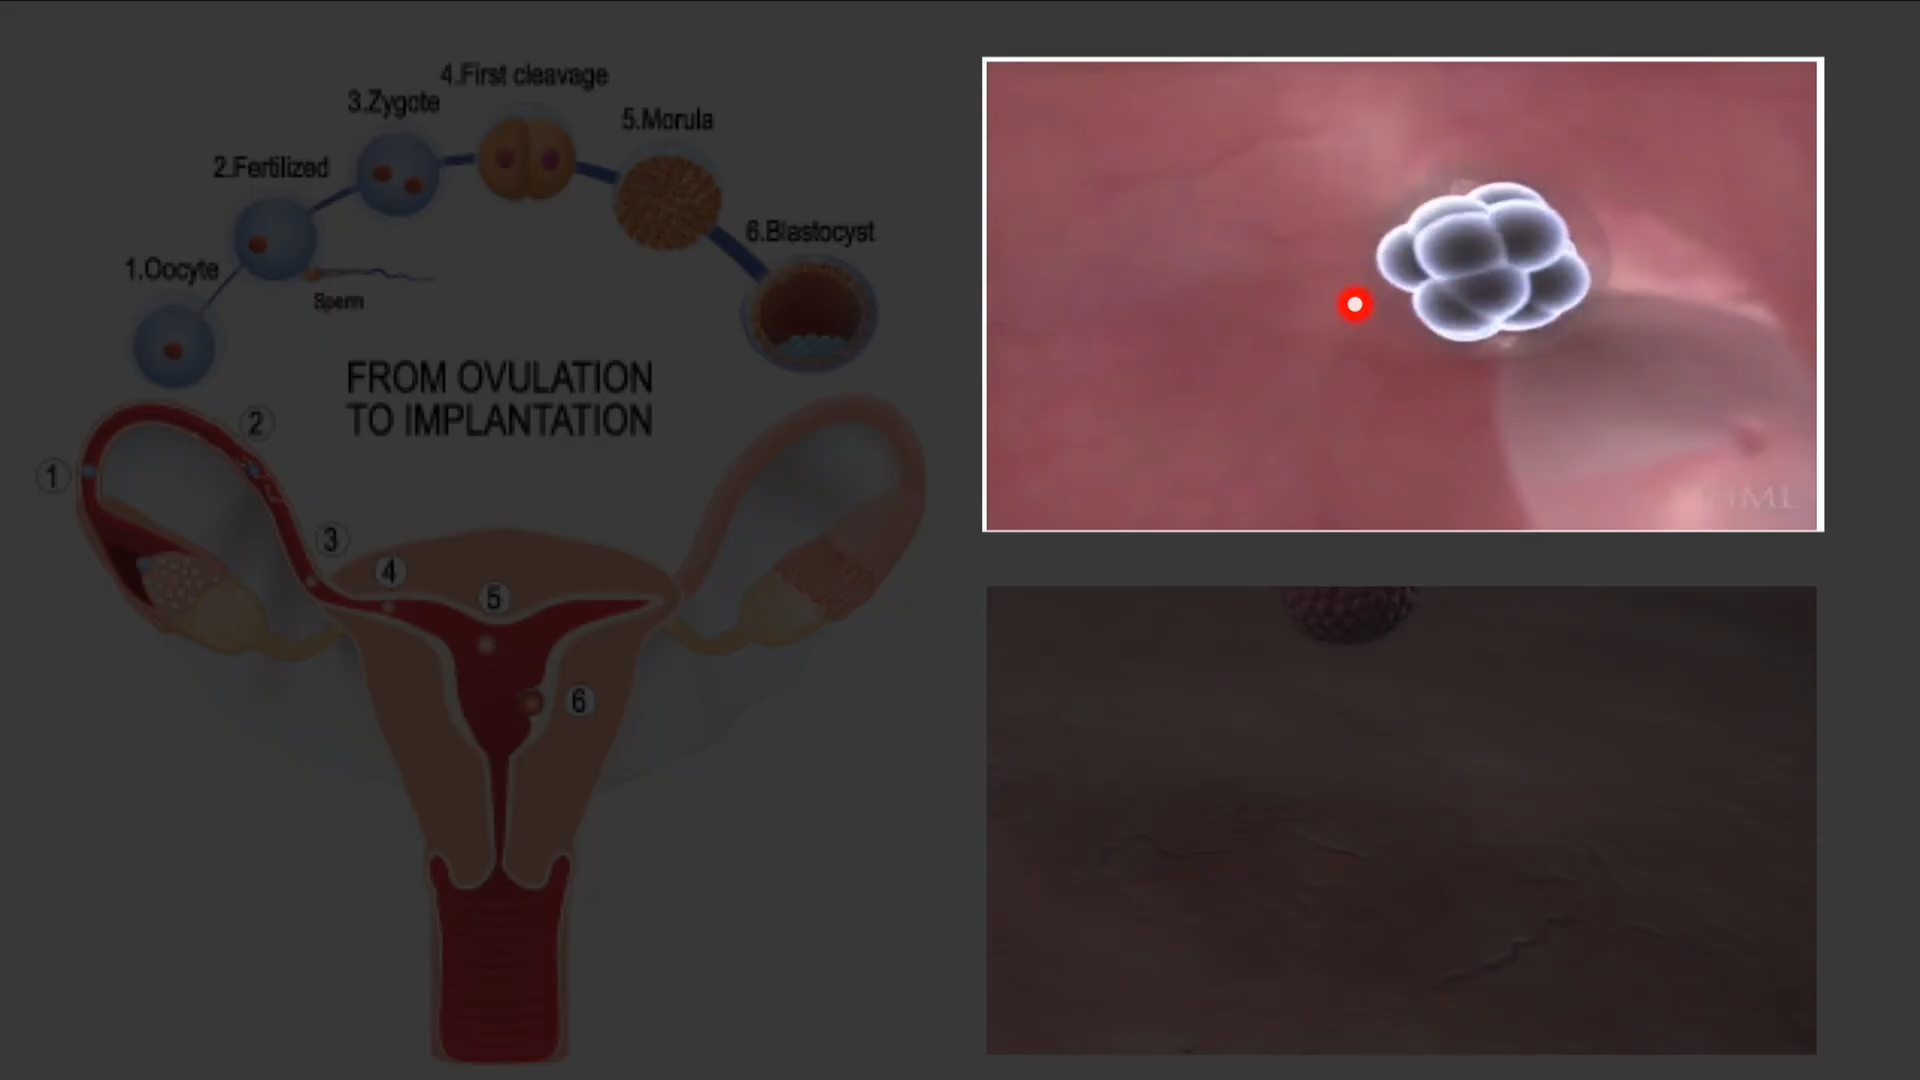 4.First cleavage
3.Zygote
5.Morula
2.Fertilized
6.Blastocyst
1.Oocyte
Sperm
FROM OVULATION
TO IMPLANTATION
2
1
3
4
5
6